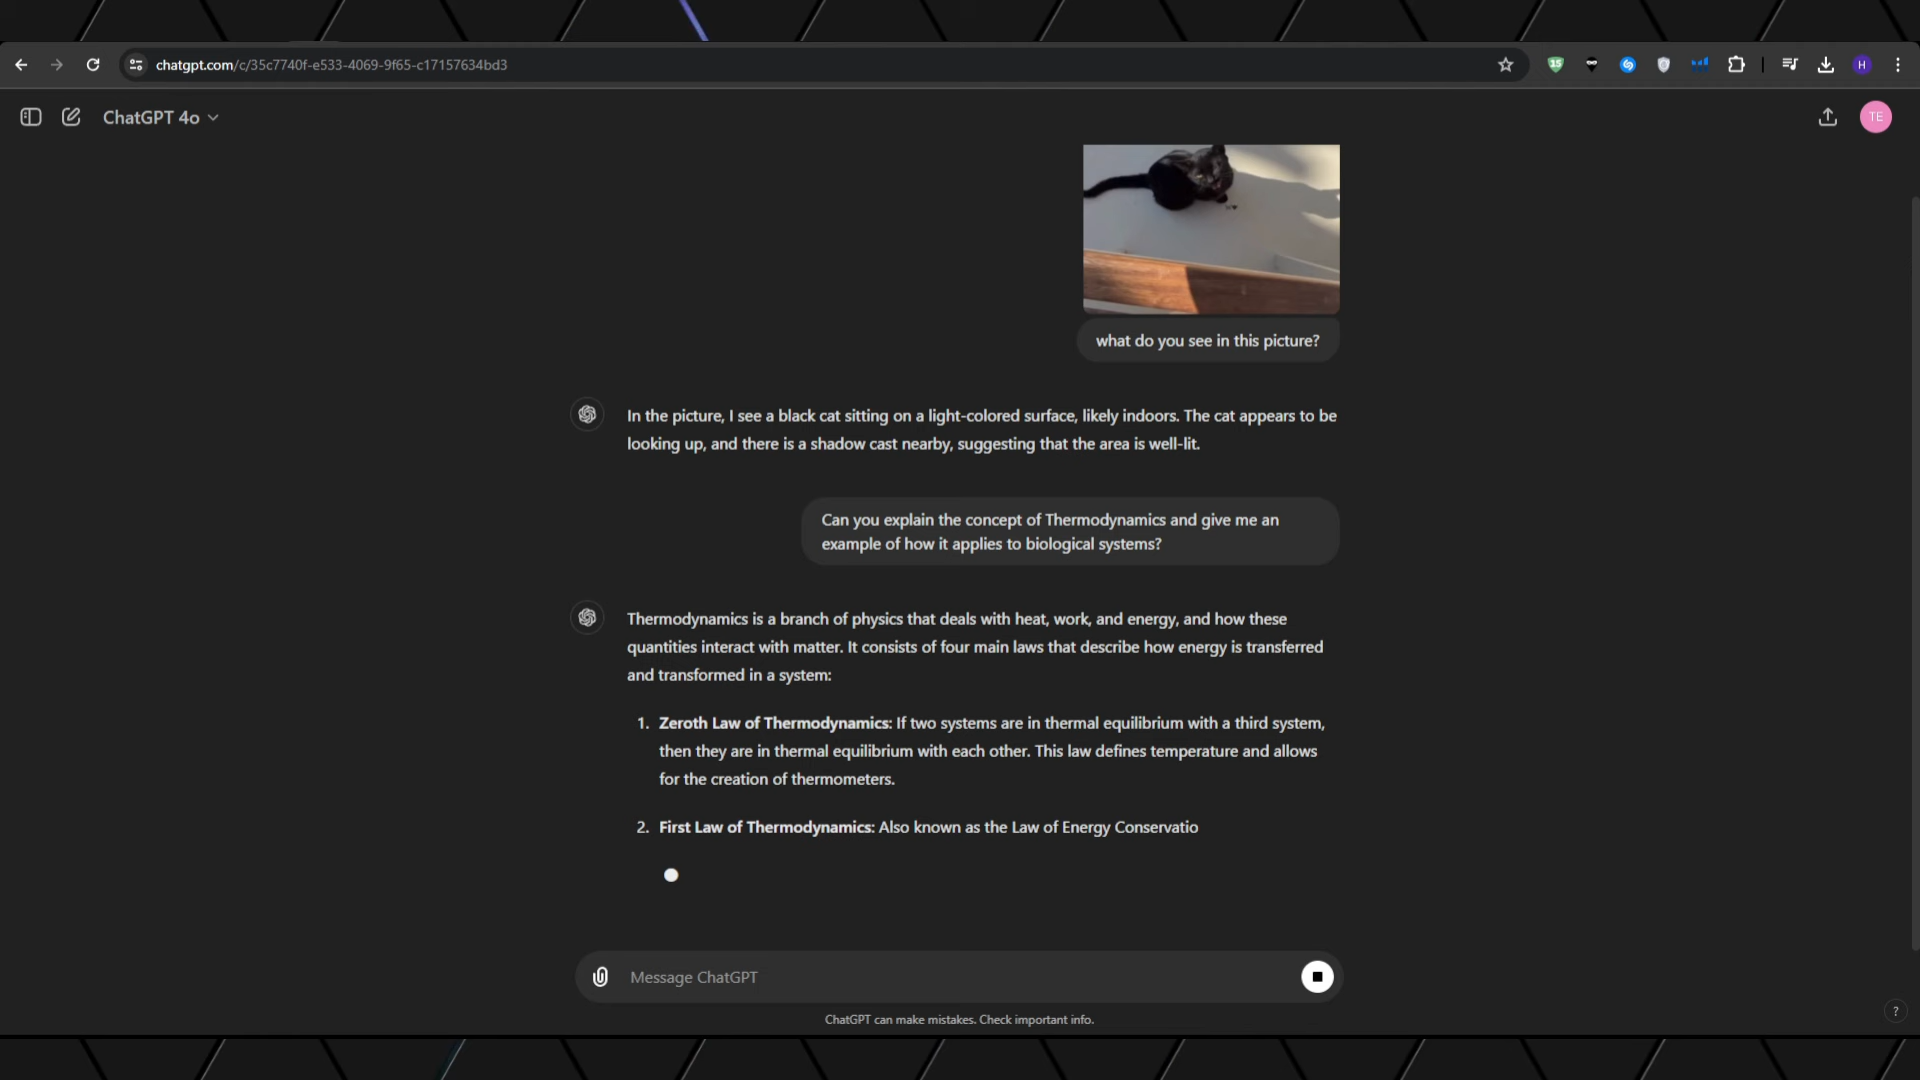 chatgpt.com/c/35c7740f-e533-4069-9f65-c17157634bd3
15
H
ChatGPT 4o
TE
what do you see in this picture?
In the picture, I see a black cat sitting on a light-colored surface, likely indoors. The cat appears to be
looking up, and there is a shadow cast nearby, suggesting that the area is well-lit.
Can you explain the concept of Thermodynamics and give me an
example of how it applies to biological systems?
Thermodynamics is a branch of physics that deals with heat, work, and energy, and how these
quantities interact with matter. It consists of four main laws that describe how energy is transferred
and transformed in a system:
1. Zeroth Law of Thermodynamics: If two systems are in thermal equilibrium with a third system,
then they are in thermal equilibrium with each other. This law defines temperature and allows
for the creation of thermometers.
2. First Law of Thermodynamics: Also known as the Law of Energy Conservatio
Message ChatGPT
ChatGPT can make mistakes. Check important info.
?